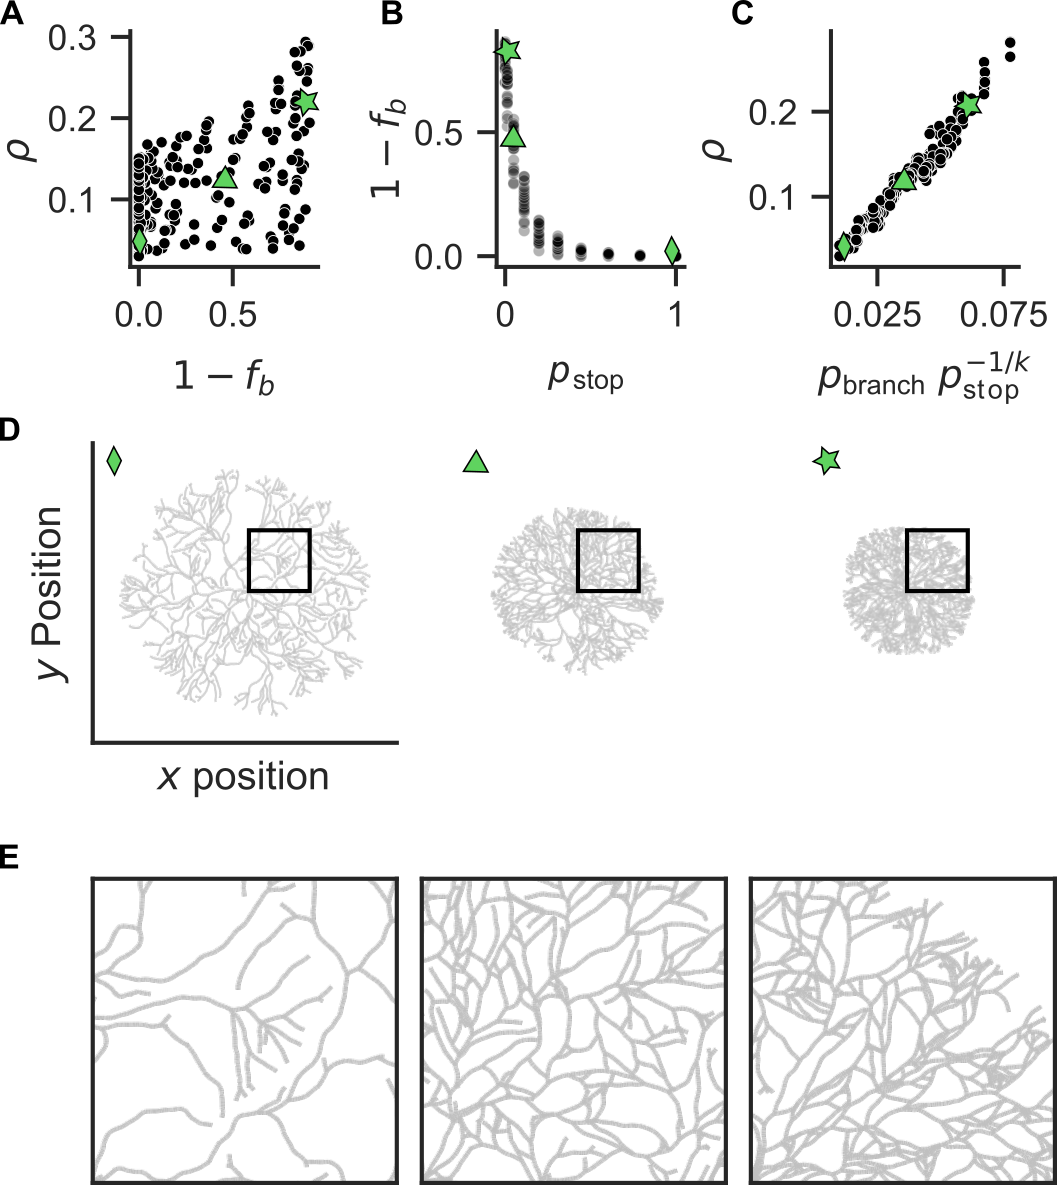 A
0.3
0.2
0.1
ρ
0.0 0.5
1 − f_b
B
0.5
0.0
1 − f_b
0 1
p_stop
C
0.2
0.1
ρ
0.025 0.075
p_branch p_stop^{−1/k}
D
y Position
x position
E